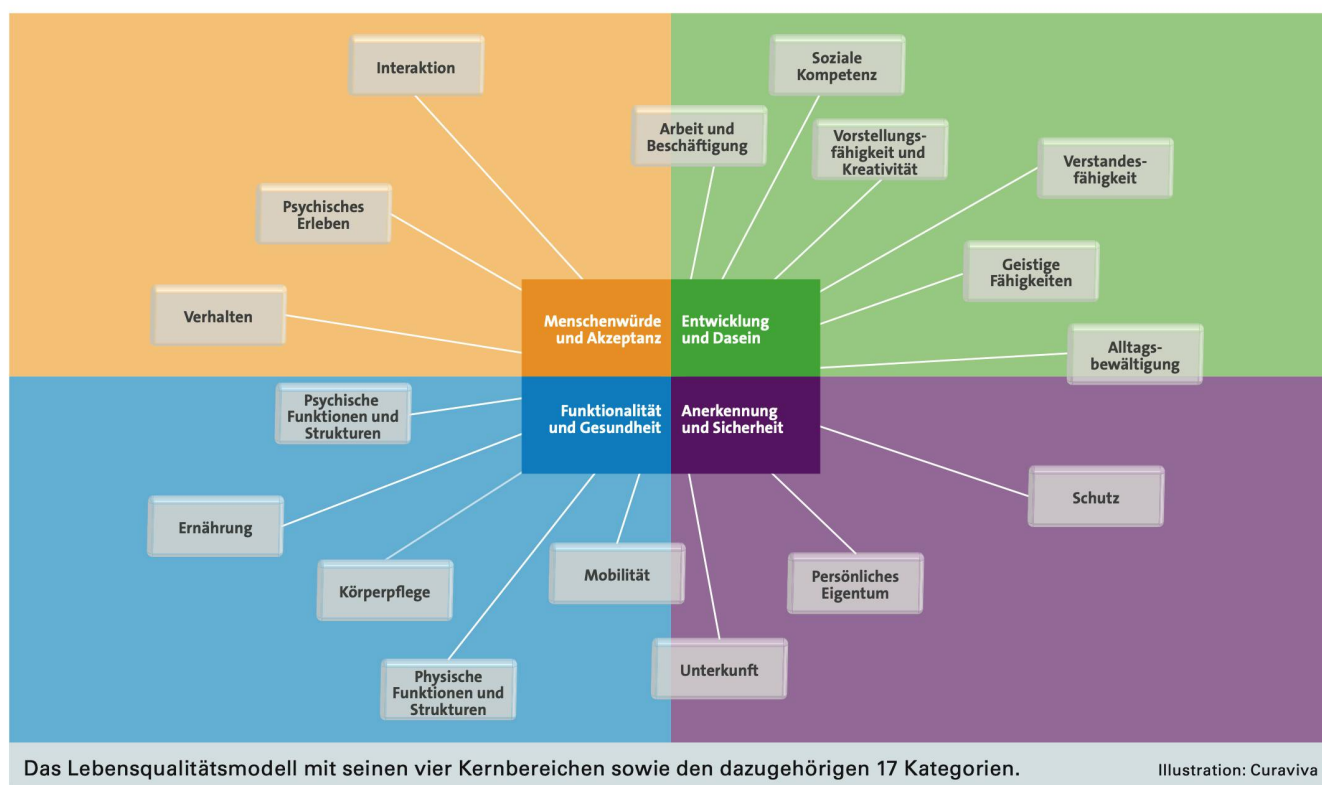 Interaktion
Psychisches
Erleben
Verhalten
Soziale
Kompetenz
Arbeit und
Beschäftigung
Vorstellungs-
fähigkeit und
Kreativität
Verstandes-
fähigkeit
Geistige
Fähigkeiten
Alltags-
bewältigung
Menschenwürde
und Akzeptanz
Entwicklung
und Dasein
Funktionalität
und Gesundheit
Anerkennung
und Sicherheit
Psychische
Funktionen und
Strukturen
Ernährung
Körperpflege
Physische
Funktionen und
Strukturen
Mobilität
Unterkunft
Persönliches
Eigentum
Schutz
Das Lebensqualitätsmodell mit seinen vier Kernbereichen sowie den dazugehörigen 17 Kategorien.
Illustration: Curaviva